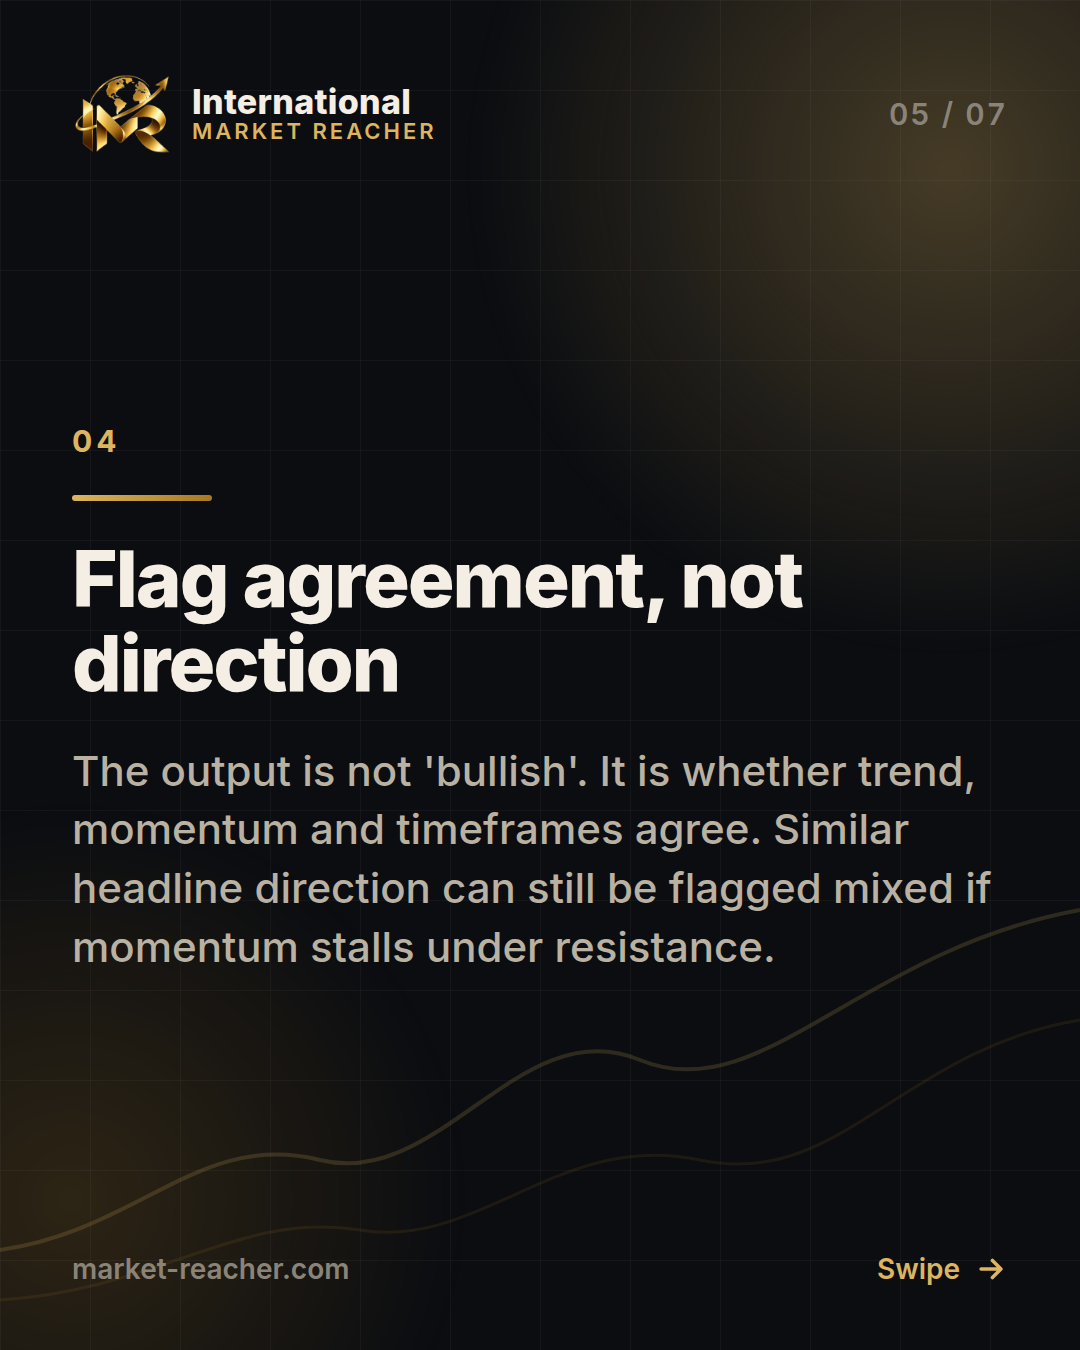 International
MARKET REACHER
05 / 07
04
Flag agreement, not
direction
The output is not 'bullish'. It is whether trend,
momentum and timeframes agree. Similar
headline direction can still be flagged mixed if
momentum stalls under resistance.
market-reacher.com
Swipe →